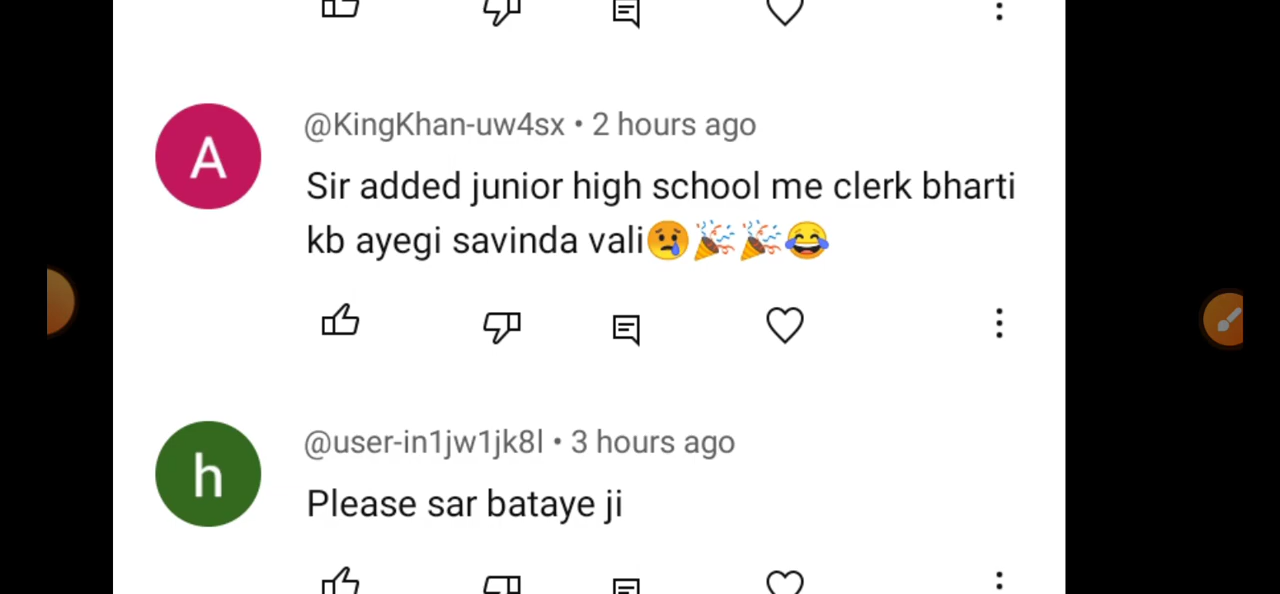 A
@KingKhan-uw4sx • 2 hours ago
Sir added junior high school me clerk bharti
kb ayegi savinda vali😢🎉🎉😂
h
@user-in1jw1jk8l • 3 hours ago
Please sar bataye ji